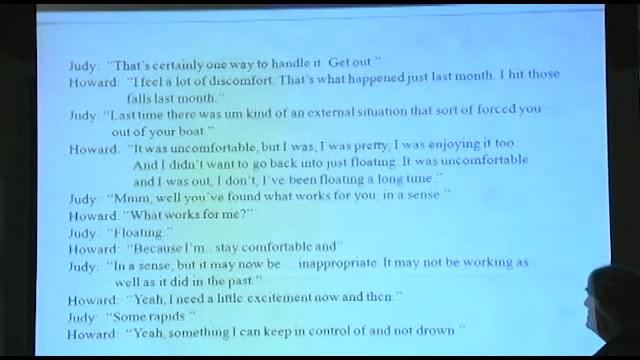 Judy: "That's certainly one way to handle it. Get out."
Howard: "I feel a lot of discomfort. That's what happened just last month. I hit those
falls last month."
Judy: "Last time there was um kind of an external situation that sort of forced you
out of your boat."
Howard: "It was uncomfortable, but I was, I was pretty, I was enjoying it too.
And I didn't want to go back into just floating. It was uncomfortable
and I was out, I don't, I've been floating a long time."
Judy: "Mmm, well you've found what works for you, in a sense."
Howard: "What works for me?"
Judy: "Floating."
Howard: "Because I'm.. stay comfortable and"
Judy: "In a sense, but it may now be… inappropriate. It may not be working as
well as it did in the past."
Howard: "Yeah, I need a little excitement now and then."
Judy: "Some rapids."
Howard: "Yeah, something I can keep in control of and not drown."